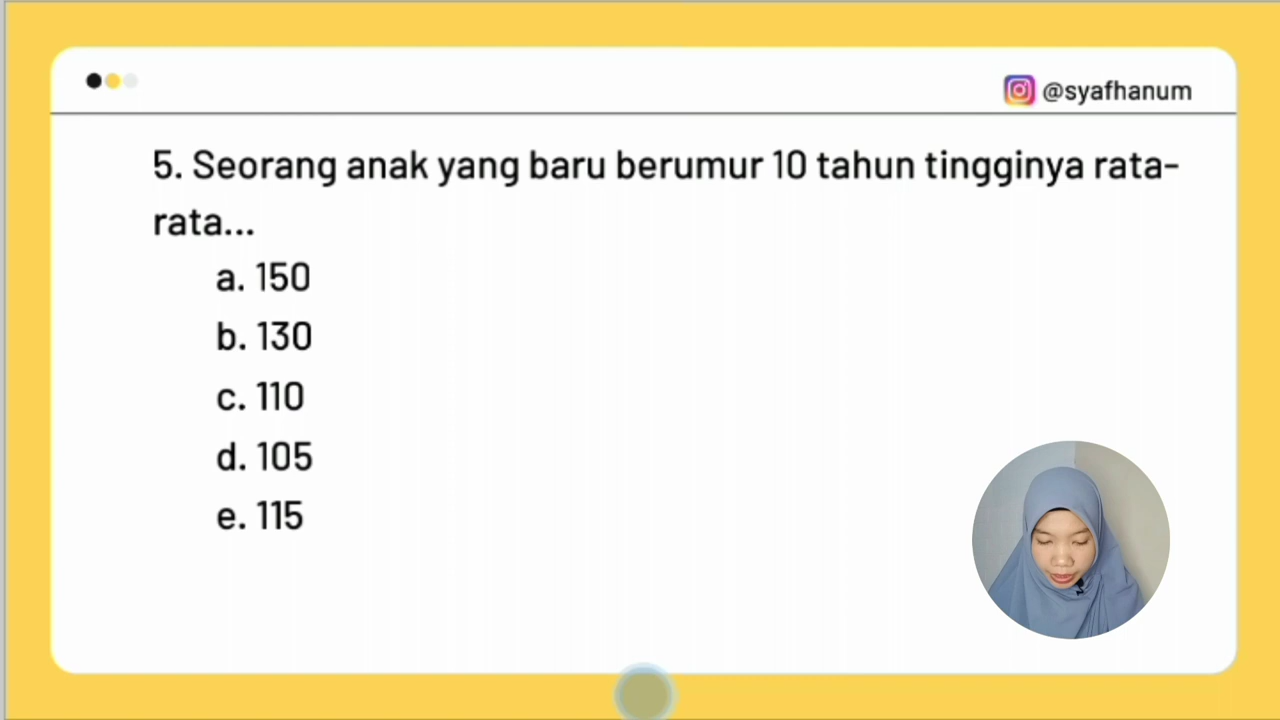 @syafhanum
5. Seorang anak yang baru berumur 10 tahun tingginya rata-
rata...
a. 150
b. 130
c. 110
d. 105
e. 115